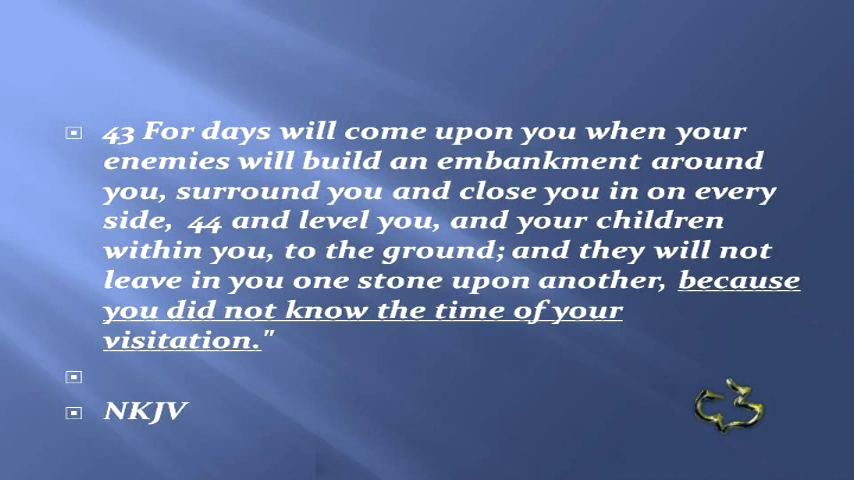 43 For days will come upon you when your
enemies will build an embankment around
you, surround you and close you in on every
side, 44 and level you, and your children
within you, to the ground; and they will not
leave in you one stone upon another, because
you did not know the time of your
visitation."
NKJV